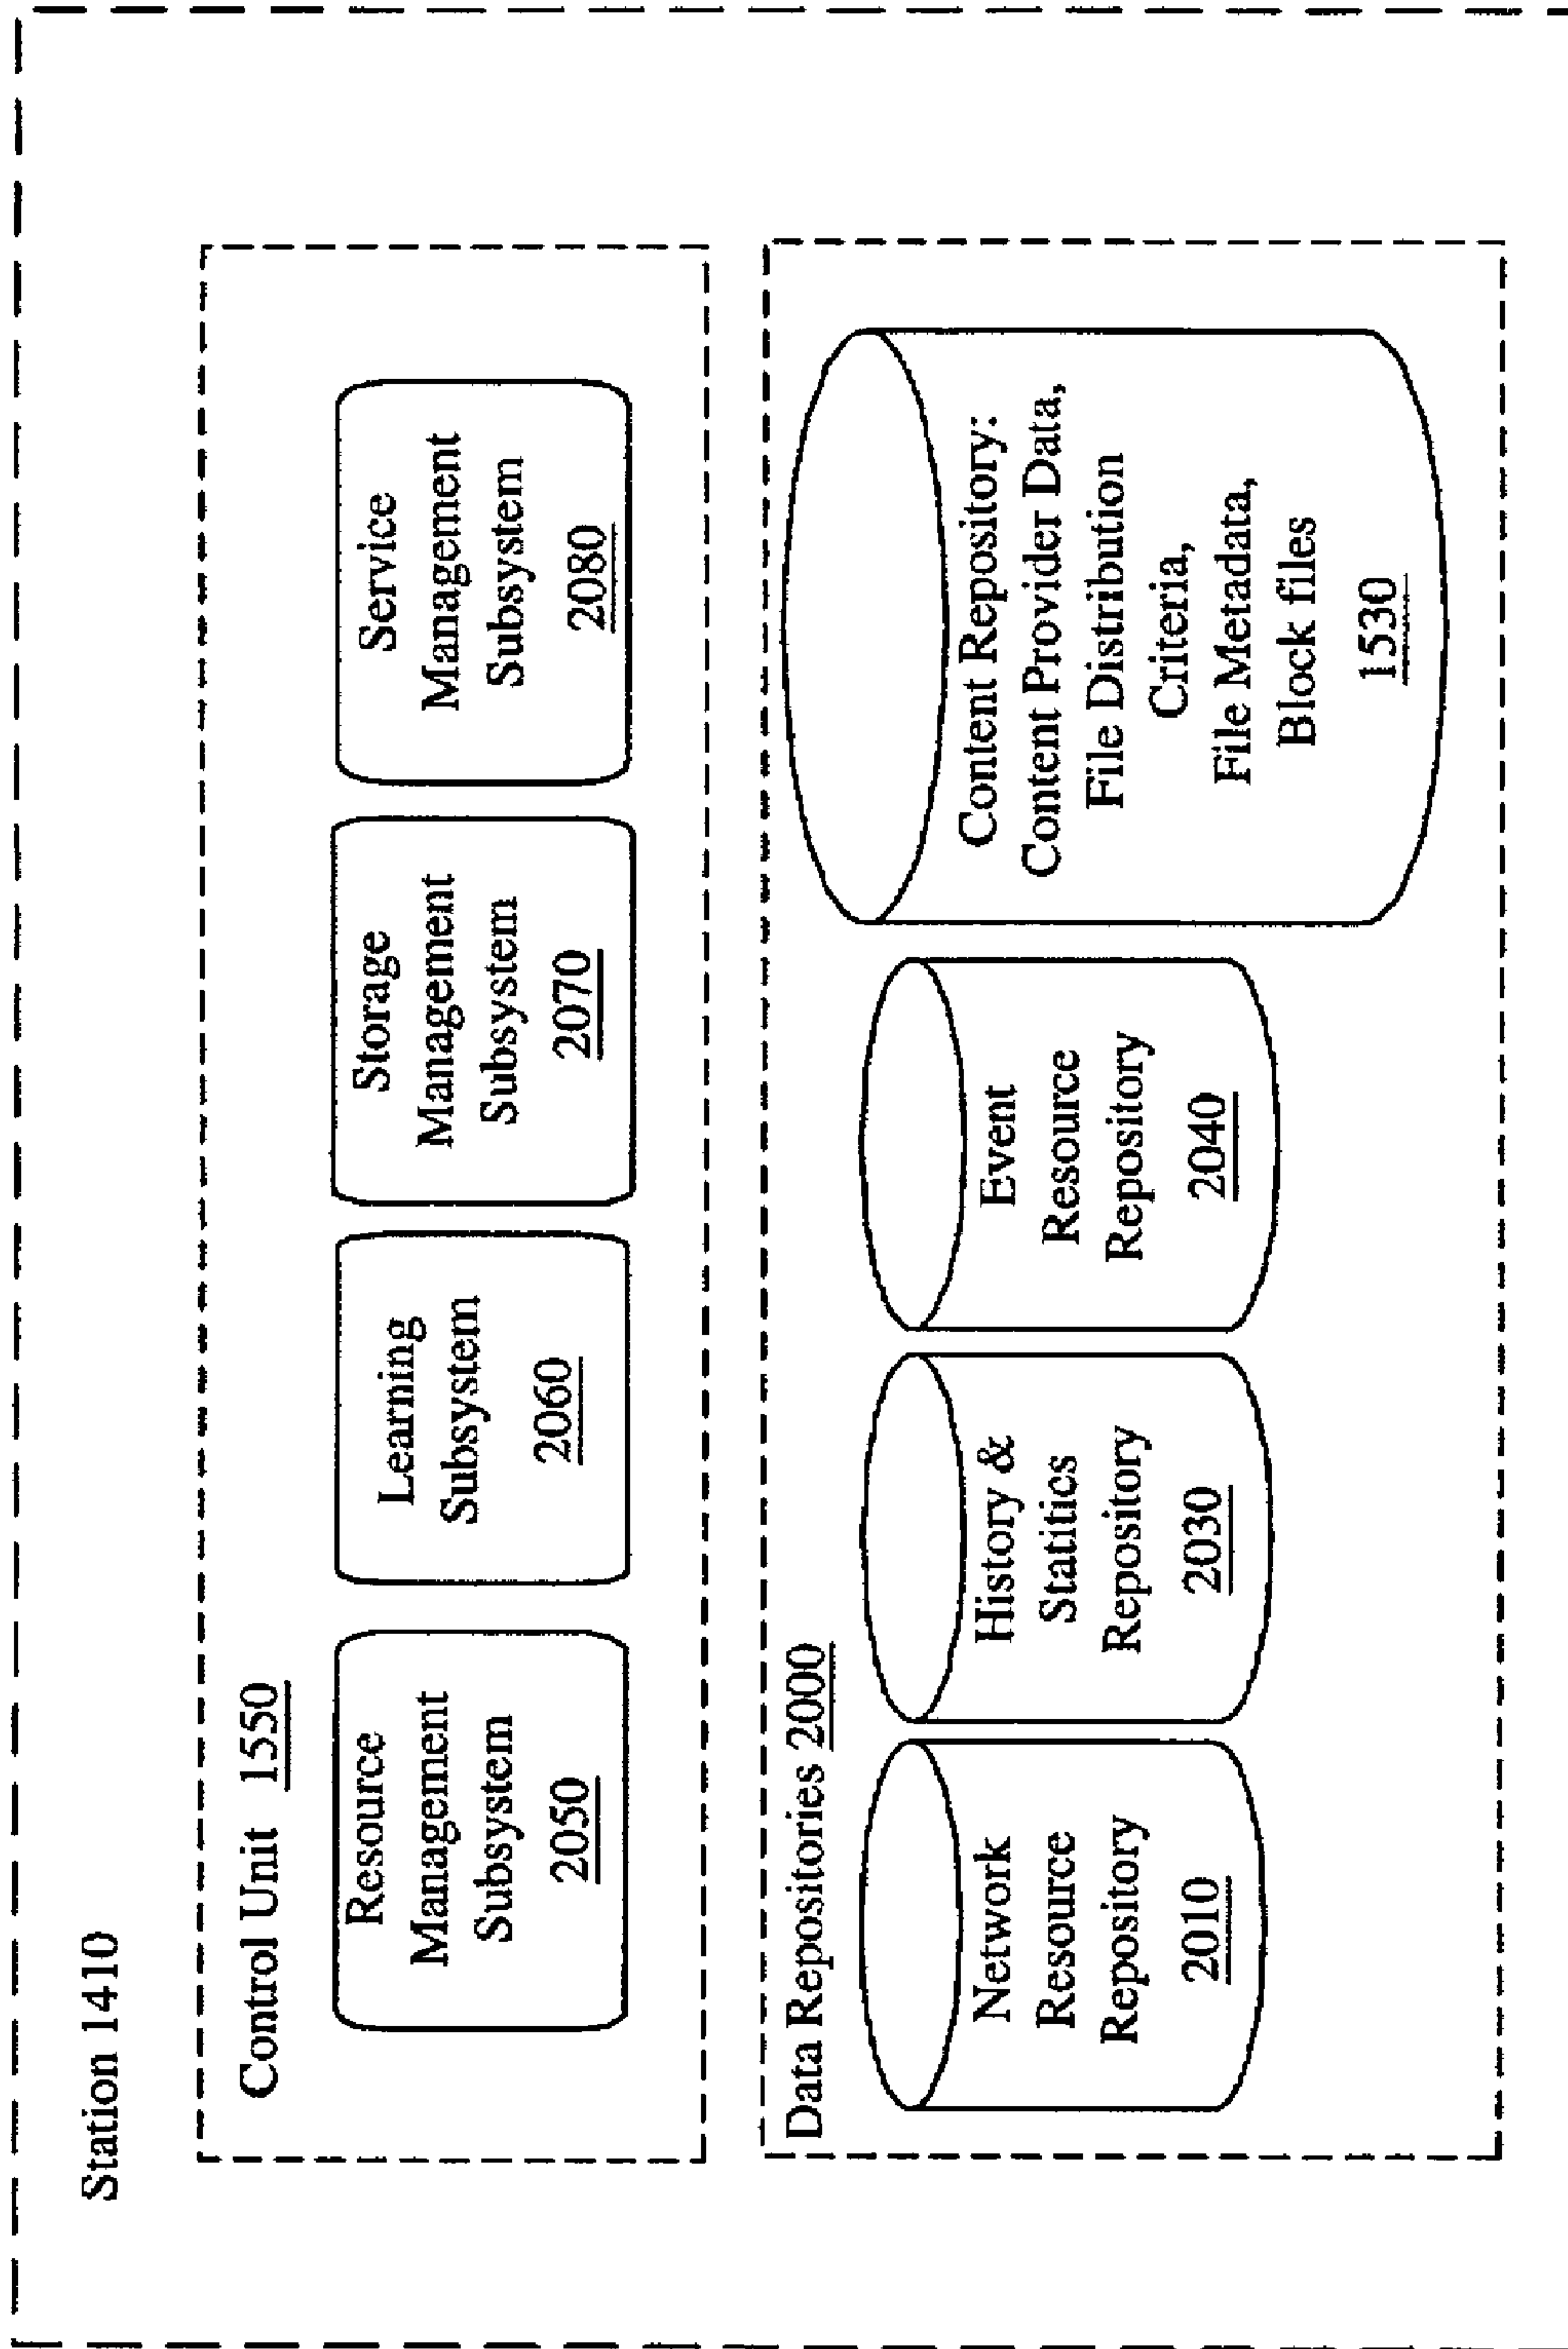 Station 1410
Control Unit 1550
Resource
Management
Subsystem
2050
Learning
Subsystem
2060
Storage
Management
Subsystem
2070
Service
Management
Subsystem
2080
Data Repositories 2000
Network
Resource
Repository
2010
History &
Statitics
Repository
2030
Event
Resource
Repository
2040
Content Repository:
Content Provider Data,
File Distribution
Criteria,
File Metadata,
Block files
1530